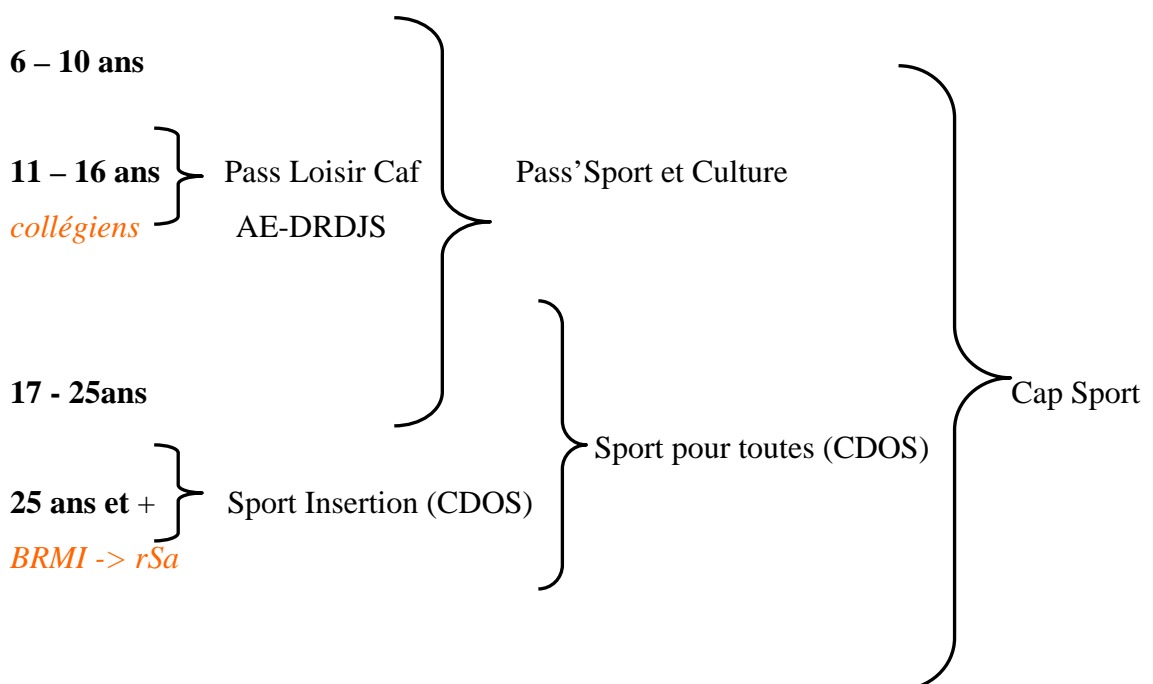 6 – 10 ans
11 – 16 ans Pass Loisir Caf Pass’Sport et Culture
collégiens AE-DRDJS
17 - 25ans Cap Sport
Sport pour toutes (CDOS)
25 ans et + Sport Insertion (CDOS)
BRMI -> rSa